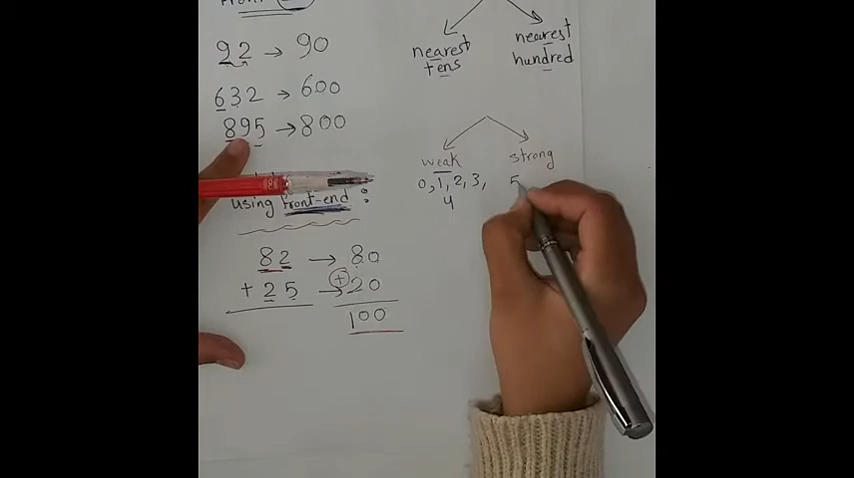 92 → 90
632 → 600
895 → 800
using front-end :
82 → 80
+ 25 → + 20
100
nearest
tens
nearest
hundred
weak
0, 1, 2, 3,
4
strong
5